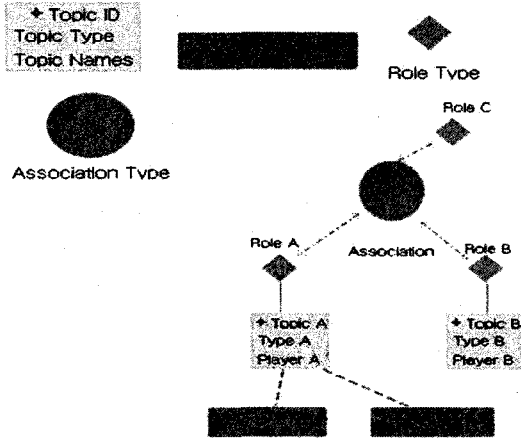 + Topic ID
Topic Type
Topic Names
Role Type
Association Type
Role C
Association
Role A
Role B
+ Topic A
Type A
Player A
+ Topic B
Type B
Player B